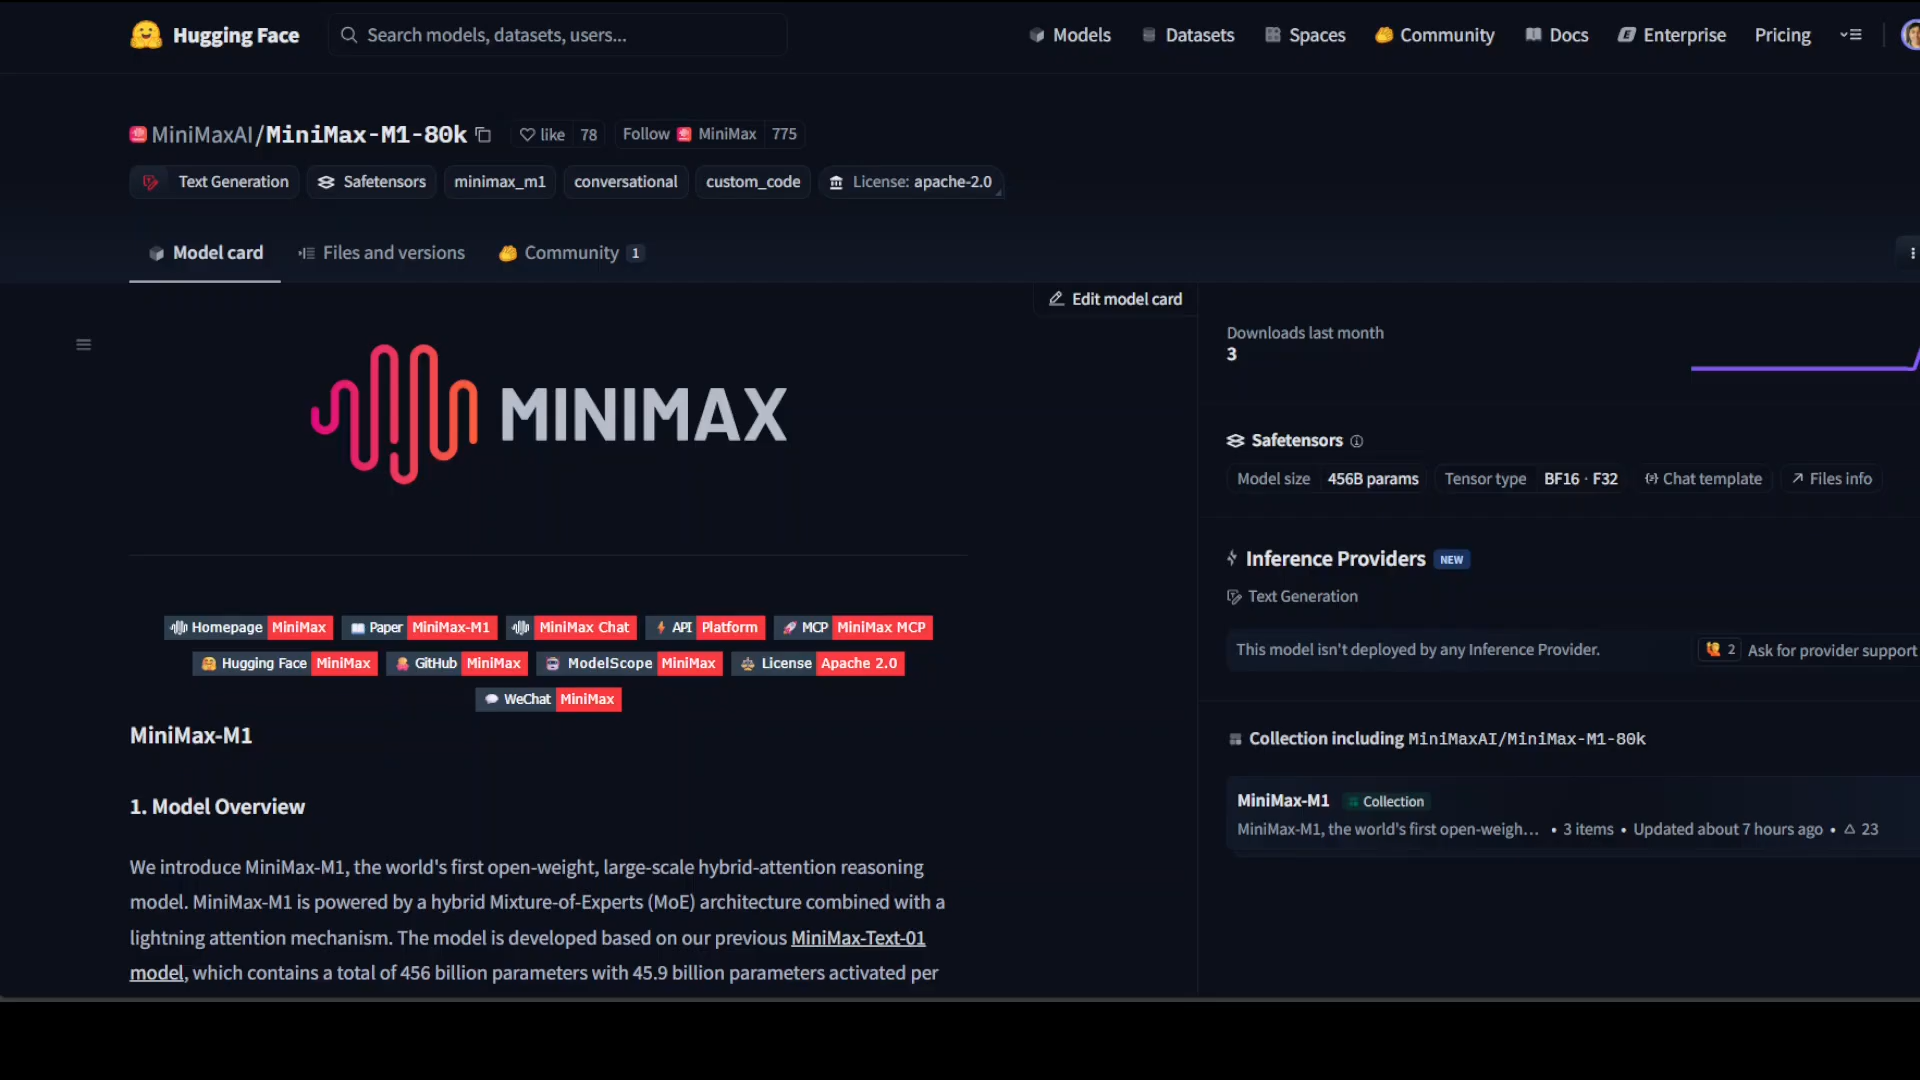 Hugging Face
Search models, datasets, users...
Models
Datasets
Spaces
Community
Docs
Enterprise
Pricing
MiniMaxAI/MiniMax-M1-80k
like 78
Follow MiniMax 775
Text Generation
Safetensors
minimax_m1
conversational
custom_code
License: apache-2.0
Model card
Files and versions
Community 1
Edit model card
MINIMAX
Homepage MiniMax
Paper MiniMax-M1
MiniMax Chat
API Platform
MCP MiniMax MCP
Hugging Face MiniMax
GitHub MiniMax
ModelScope MiniMax
License Apache 2.0
WeChat MiniMax
MiniMax-M1
1. Model Overview
We introduce MiniMax-M1, the world's first open-weight, large-scale hybrid-attention reasoning
model. MiniMax-M1 is powered by a hybrid Mixture-of-Experts (MoE) architecture combined with a
lightning attention mechanism. The model is developed based on our previous MiniMax-Text-01
model, which contains a total of 456 billion parameters with 45.9 billion parameters activated per
Downloads last month
3
Safetensors
Model size 456B params
Tensor type BF16 · F32
Chat template
Files info
Inference Providers NEW
Text Generation
This model isn't deployed by any Inference Provider.
2 Ask for provider support
Collection including MiniMaxAI/MiniMax-M1-80k
MiniMax-M1 Collection
MiniMax-M1, the world's first open-weigh... • 3 items • Updated about 7 hours ago • 23